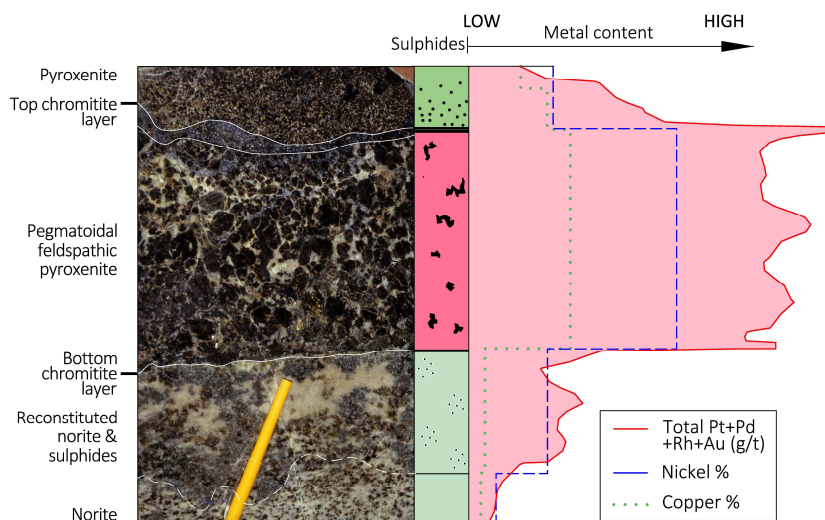 LOW
HIGH
Sulphides
Metal content
Pyroxenite
Top chromitite
layer
Pegmatoidal
feldspathic
pyroxenite
Bottom
chromitite
layer
Reconstituted
norite &
sulphides
Norite
Total Pt+Pd
+Rh+Au (g/t)
Nickel %
Copper %